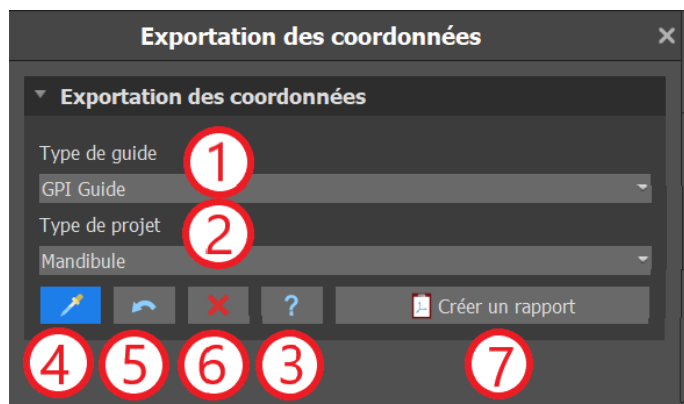 Exportation des coordonnées
Exportation des coordonnées
Type de guide
1
GPI Guide
Type de projet
2
Mandibule
? Créer un rapport
4 5 6 3 7